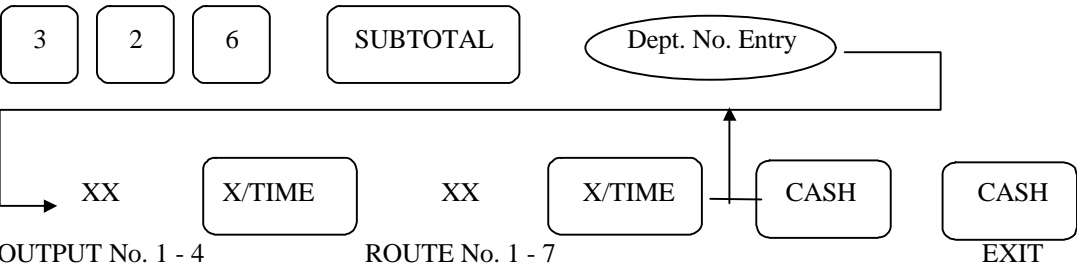 3 2 6 SUBTOTAL Dept. No. Entry
XX X/TIME XX X/TIME CASH CASH
OUTPUT No. 1 - 4 ROUTE No. 1 - 7 EXIT